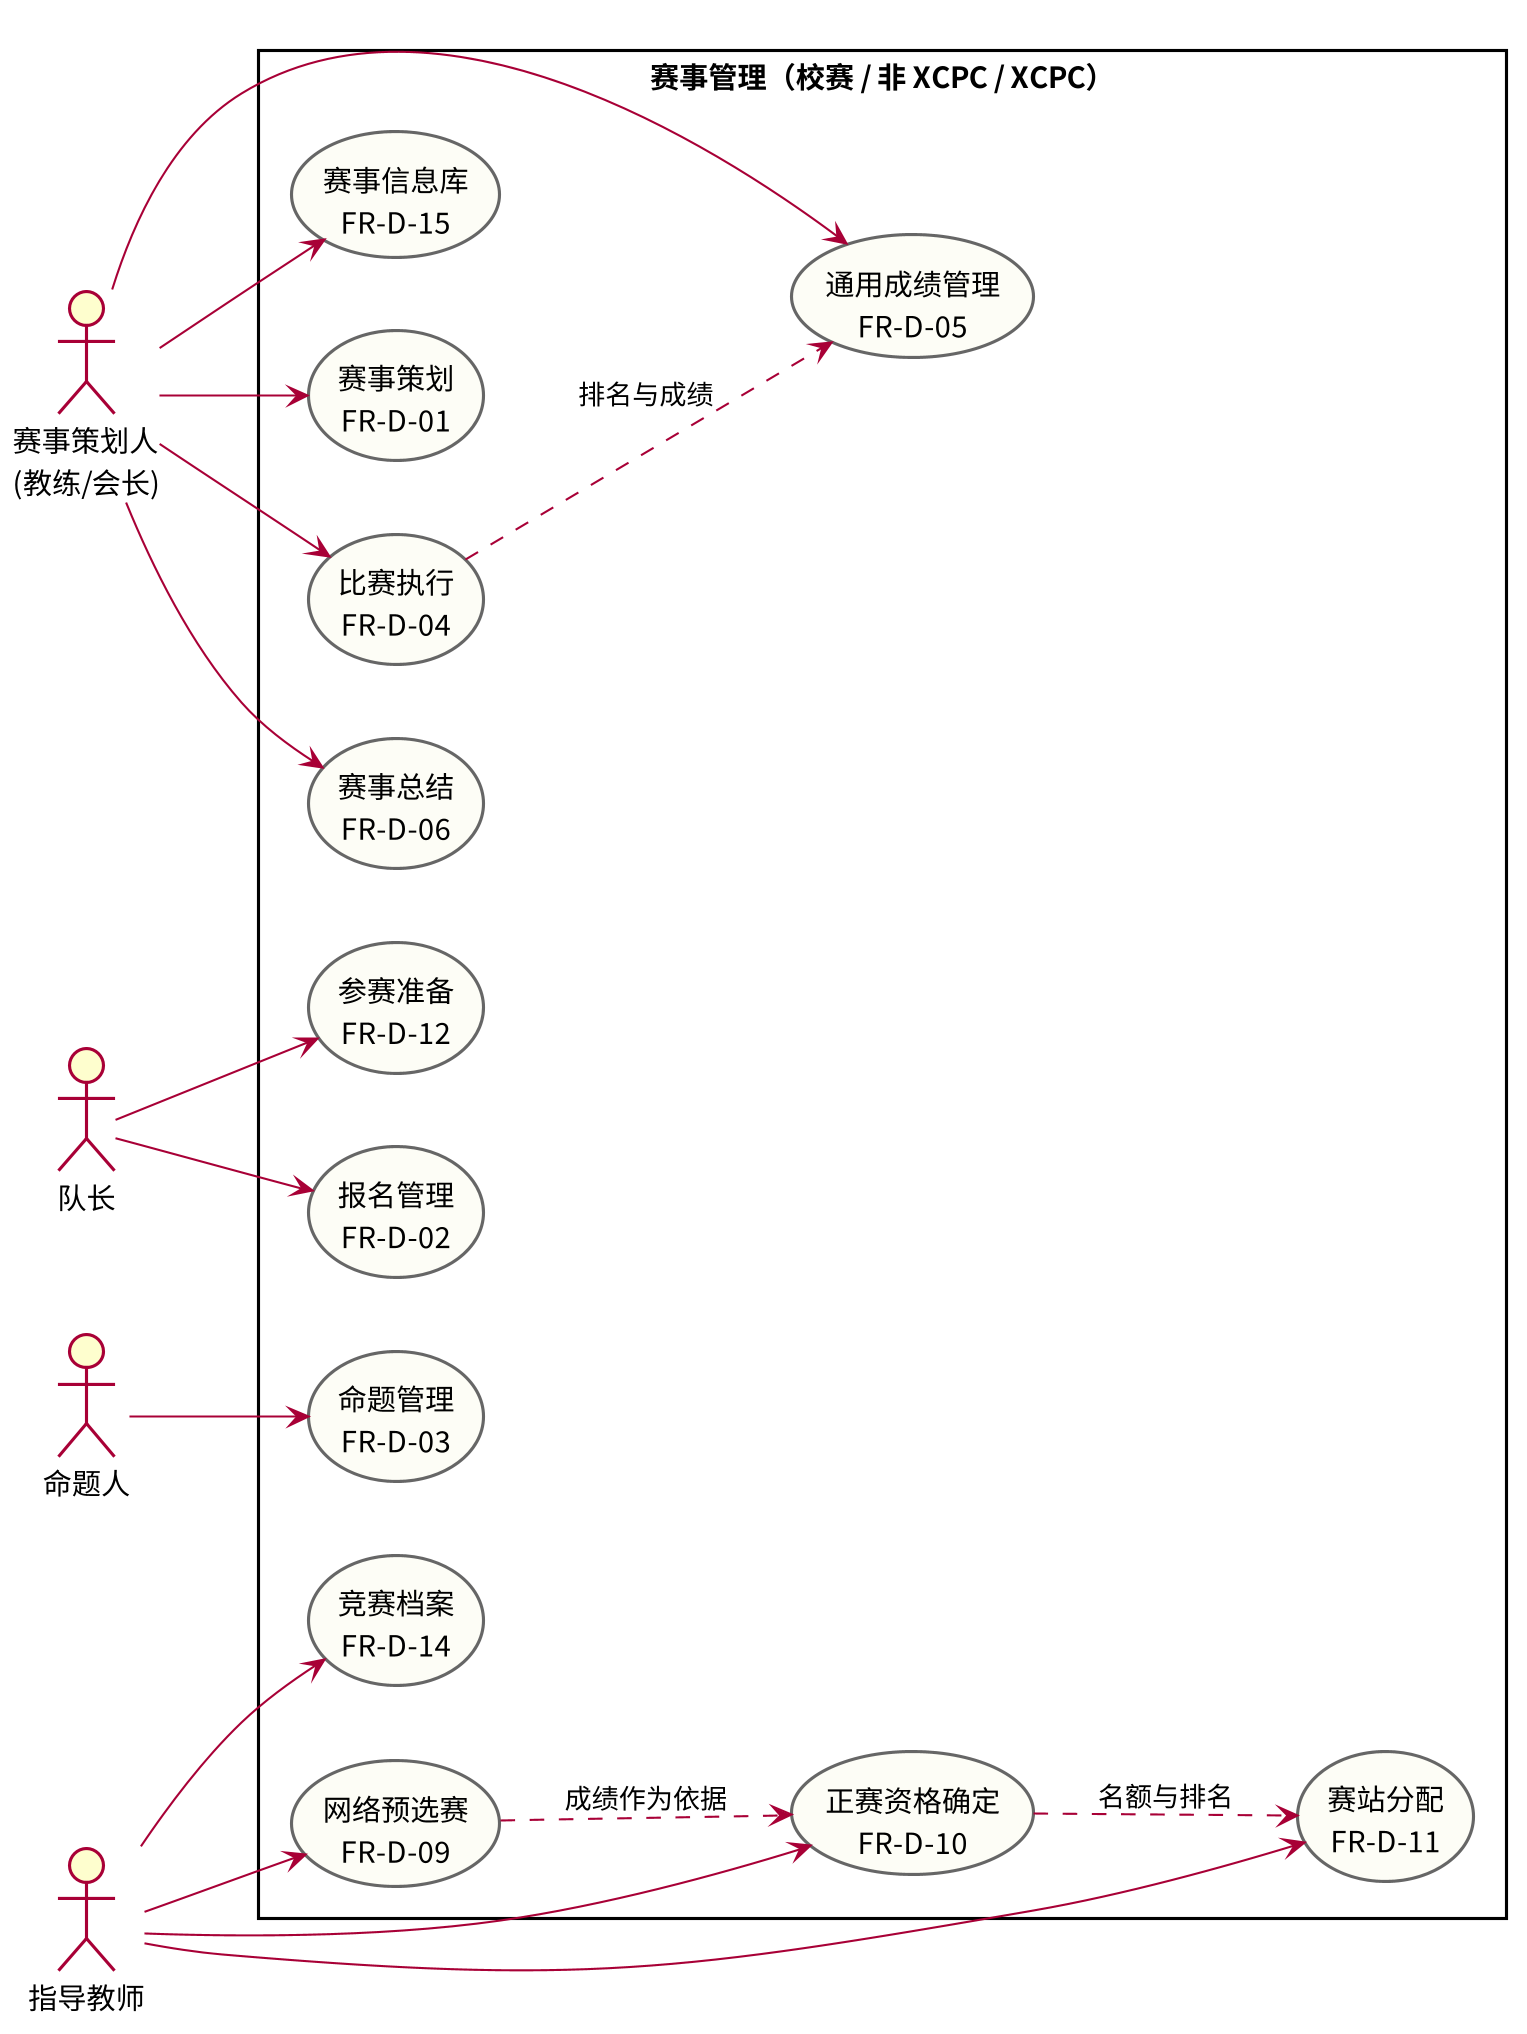 赛事管理（校赛 / 非 XCPC / XCPC）
赛事信息库
FR-D-15
通用成绩管理
FR-D-05
赛事策划
FR-D-01
排名与成绩
赛事策划人
(教练/会长)
比赛执行
FR-D-04
赛事总结
FR-D-06
参赛准备
FR-D-12
队长
报名管理
FR-D-02
命题管理
FR-D-03
命题人
竞赛档案
FR-D-14
网络预选赛
FR-D-09
成绩作为依据
正赛资格确定
FR-D-10
名额与排名
赛站分配
FR-D-11
指导教师